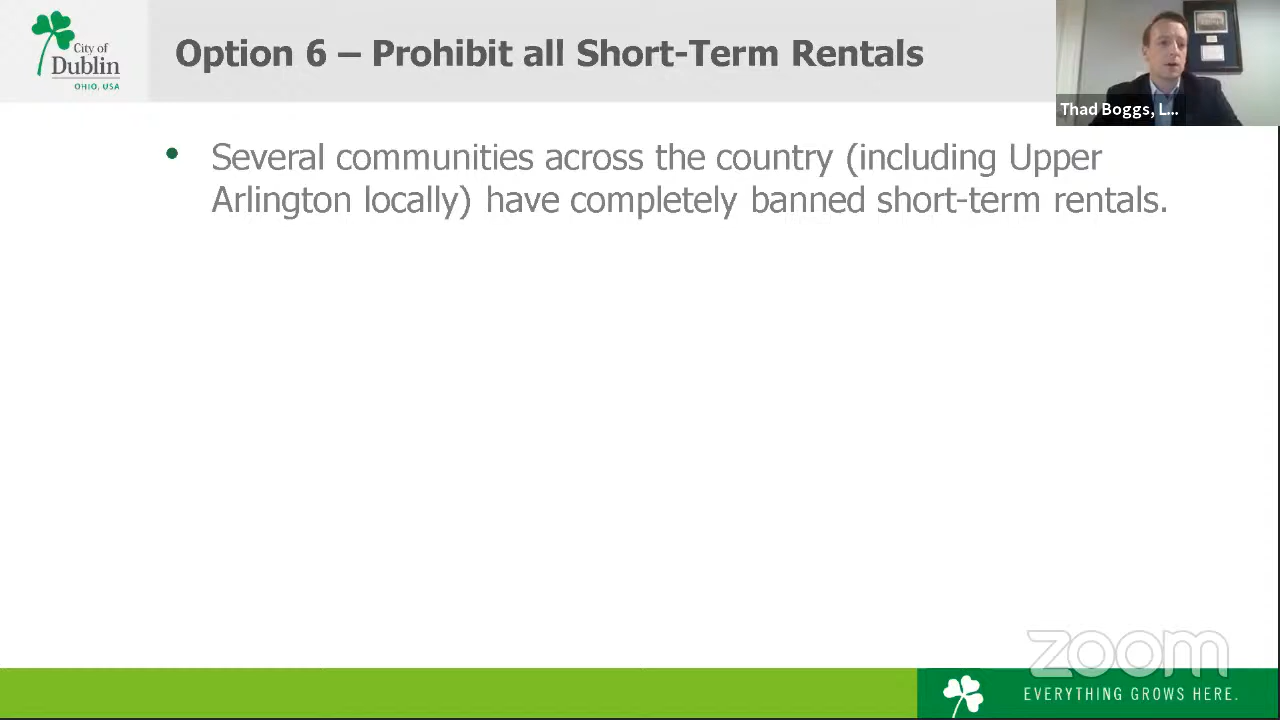 City of
Dublin
OHIO, USA
Option 6 – Prohibit all Short-Term Rentals
Thad Boggs, L...
• Several communities across the country (including Upper
Arlington locally) have completely banned short-term rentals.
zoom
EVERYTHING GROWS HERE.